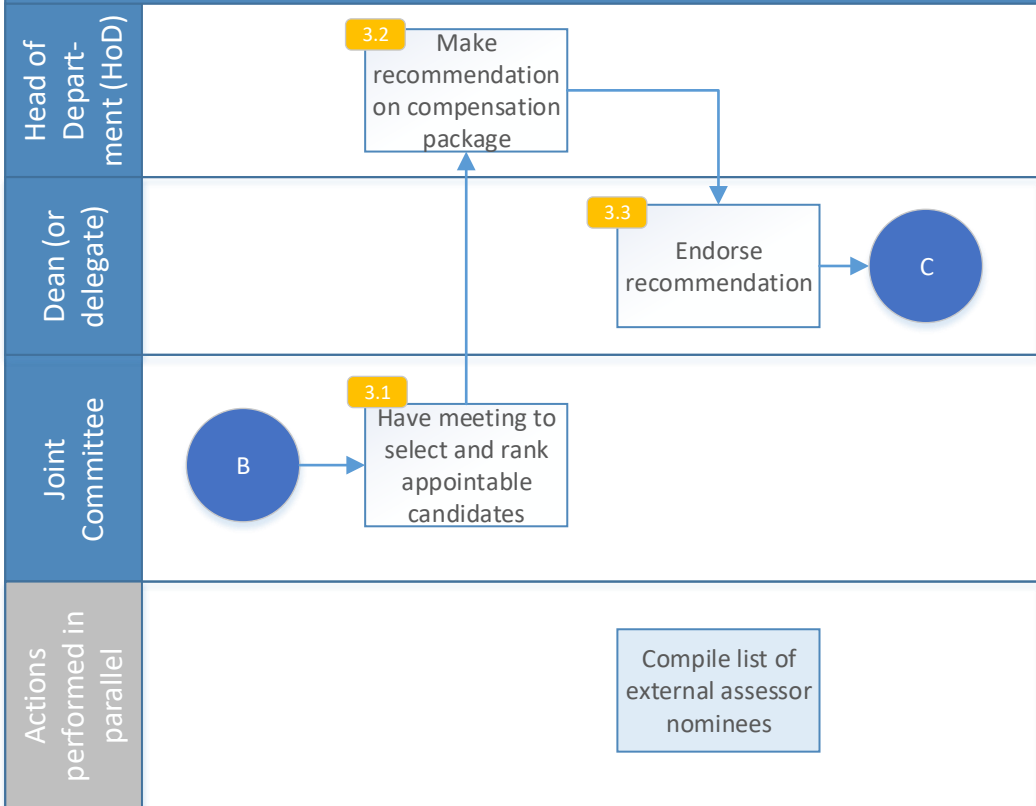 Head of
Depart-
ment (HoD)
3.2
Make
recommendation
on compensation
package
Dean (or
delegate)
3.3
Endorse
recommendation
C
Joint
Committee
B
3.1
Have meeting to
select and rank
appointable
candidates
Actions
performed in
parallel
Compile list of
external assessor
nominees